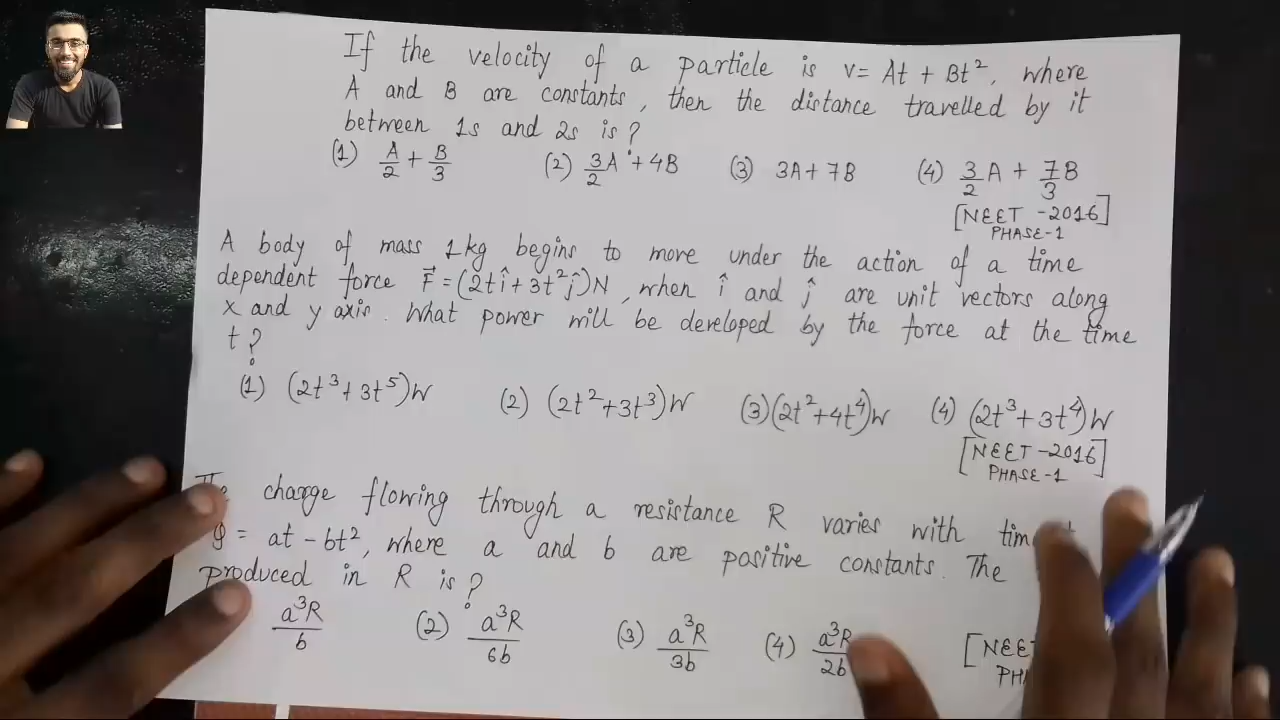 If the velocity of a particle is v= At + Bt², where
A and B are constants, then the distance travelled by it
between 1s and 2s is?
(1) A/2 + B/3 (2) 3/2 A + 4B (3) 3A + 7B (4) 3/2 A + 7/3 B
[NEET -2016]
PHASE-1
A body of mass 1kg begins to move under the action of a time
dependent force F⃗ = (2t î + 3t² ĵ)N, when î and ĵ are unit vectors along
x and y axis. What power will be developed by the force at the time
t?
(1) (2t³ + 3t⁵)W (2) (2t² + 3t³)W (3) (2t² + 4t⁴)W (4) (2t³ + 3t⁴)W
[NEET -2016]
PHASE-1
charge flowing through a resistance R varies with
= at - bt², where a and b are positive constants. The
produced in R is?
a³R/b (2) a³R/6b (3) a³R/3b (4) a³R/2b